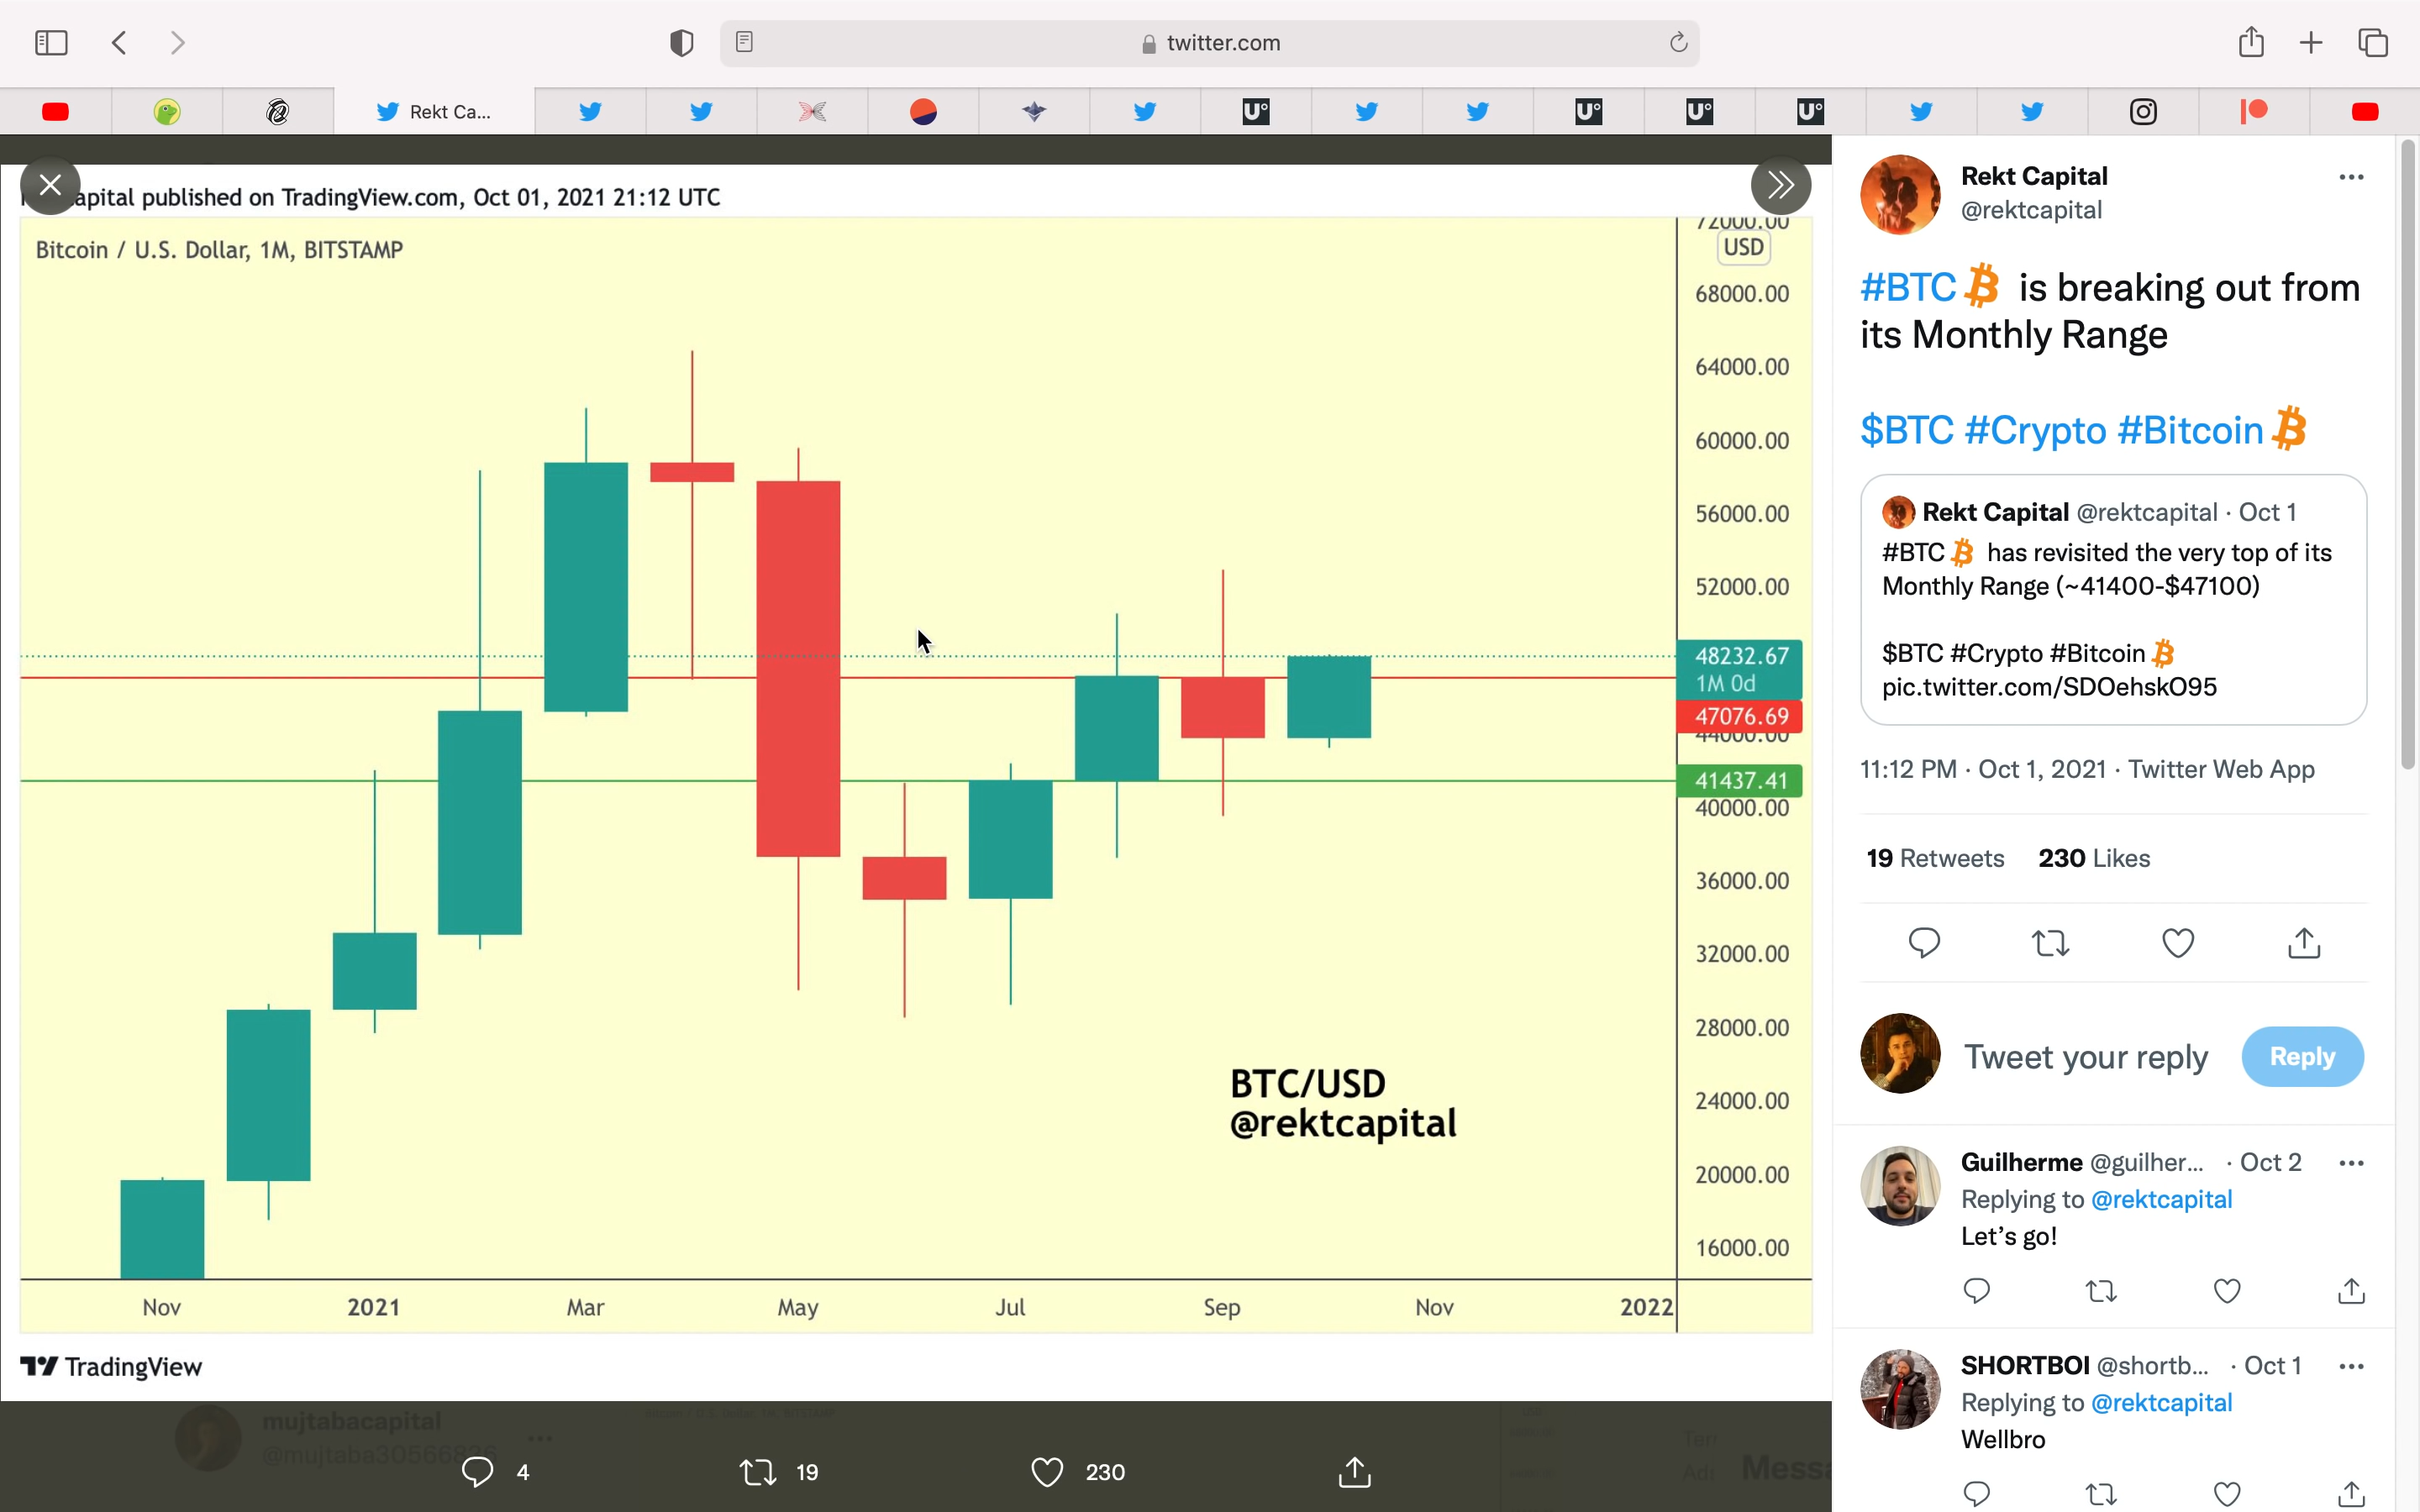 twitter.com
Rekt Ca...
apital published on TradingView.com, Oct 01, 2021 21:12 UTC
Bitcoin / U.S. Dollar, 1M, BITSTAMP
72000.00
USD
68000.00
64000.00
60000.00
56000.00
52000.00
48232.67
1M 0d
47076.69
44000.00
41437.41
40000.00
36000.00
32000.00
28000.00
24000.00
20000.00
16000.00
BTC/USD
@rektcapital
Nov 2021 Mar May Jul Sep Nov 2022
TradingView
mujtabacapital
4 19 230
Rekt Capital
@rektcapital
#BTC is breaking out from
its Monthly Range
$BTC #Crypto #Bitcoin
Rekt Capital @rektcapital · Oct 1
#BTC has revisited the very top of its
Monthly Range (~41400-$47100)
$BTC #Crypto #Bitcoin
pic.twitter.com/SDOehskO95
11:12 PM · Oct 1, 2021 · Twitter Web App
19 Retweets 230 Likes
Tweet your reply
Reply
Guilherme @guilher... · Oct 2
Replying to @rektcapital
Let's go!
SHORTBOI @shortb... · Oct 1
Replying to @rektcapital
Wellbro